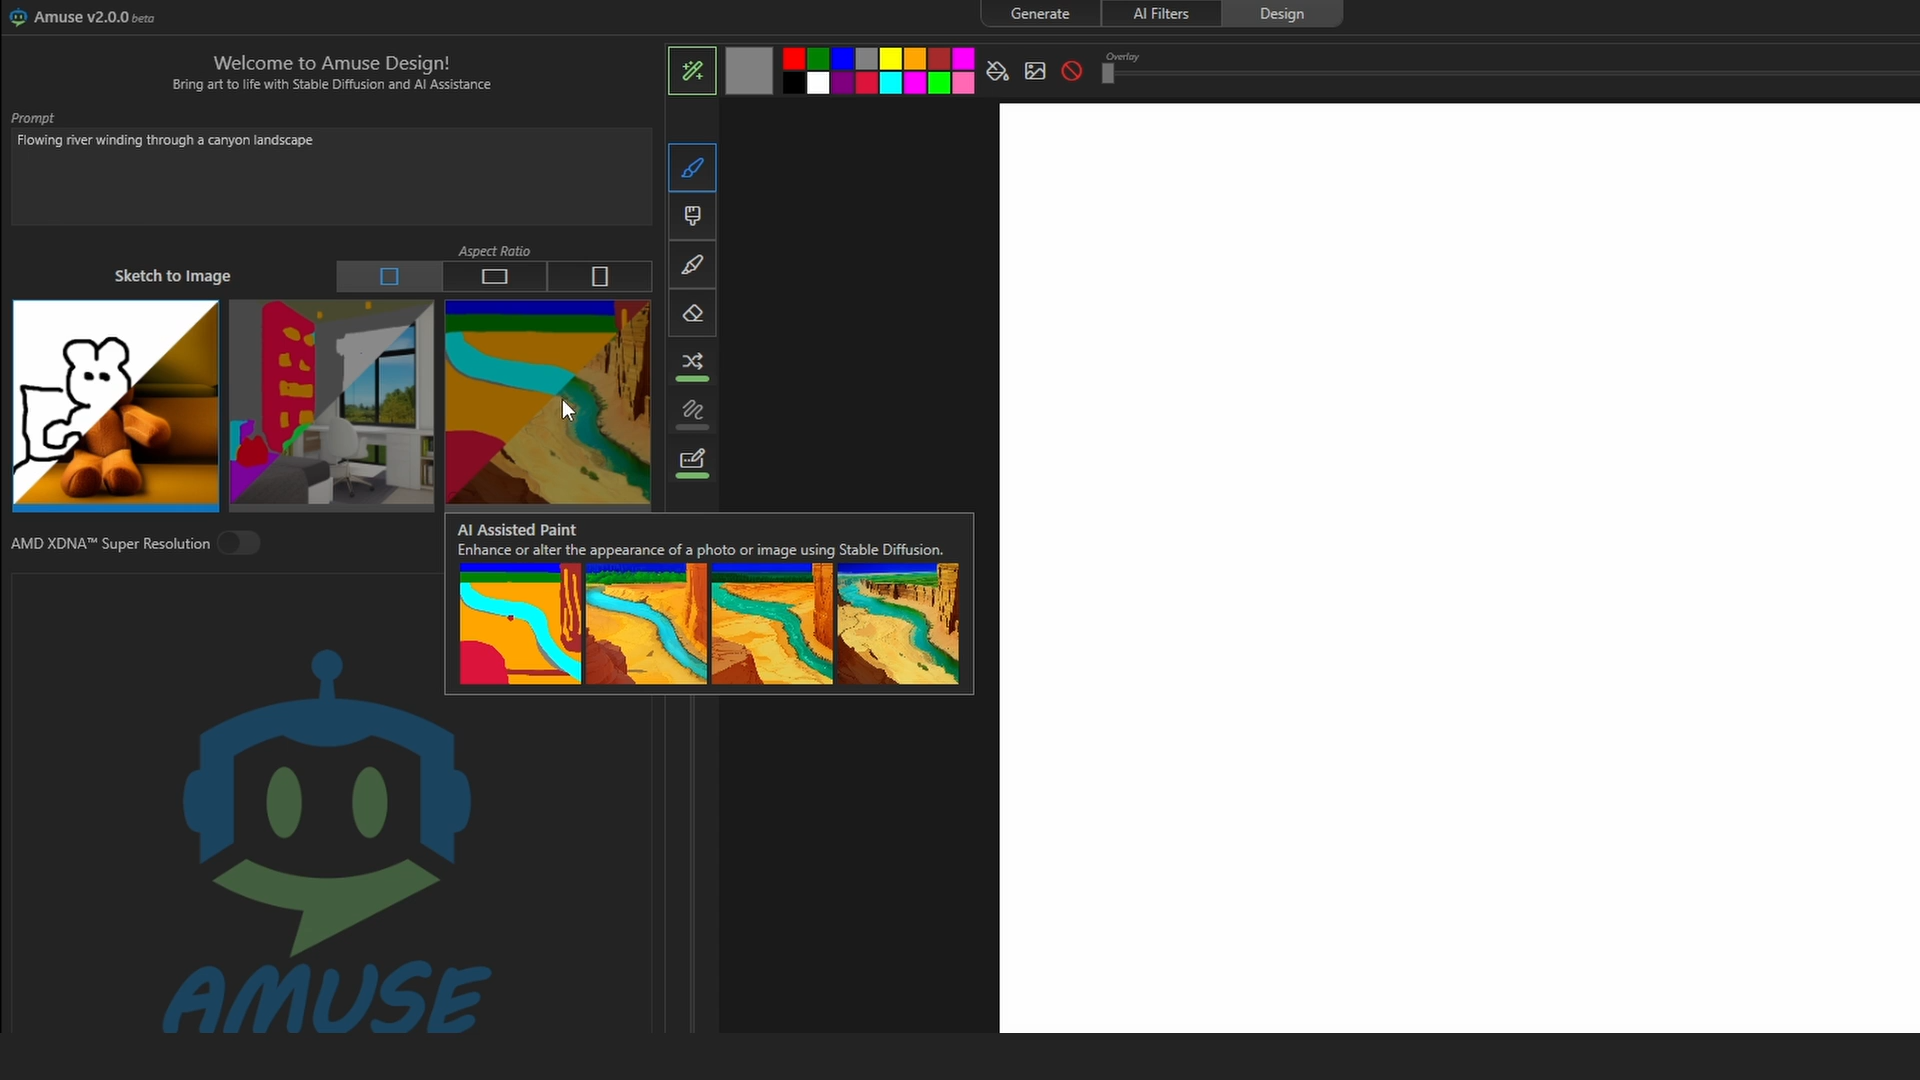 Amuse v2.0.0 beta
Generate
AI Filters
Design
Welcome to Amuse Design!
Bring art to life with Stable Diffusion and AI Assistance
Overlay
Prompt
Flowing river winding through a canyon landscape
Aspect Ratio
Sketch to Image
AMD XDNA™ Super Resolution
AI Assisted Paint
Enhance or alter the appearance of a photo or image using Stable Diffusion.
AMUSE